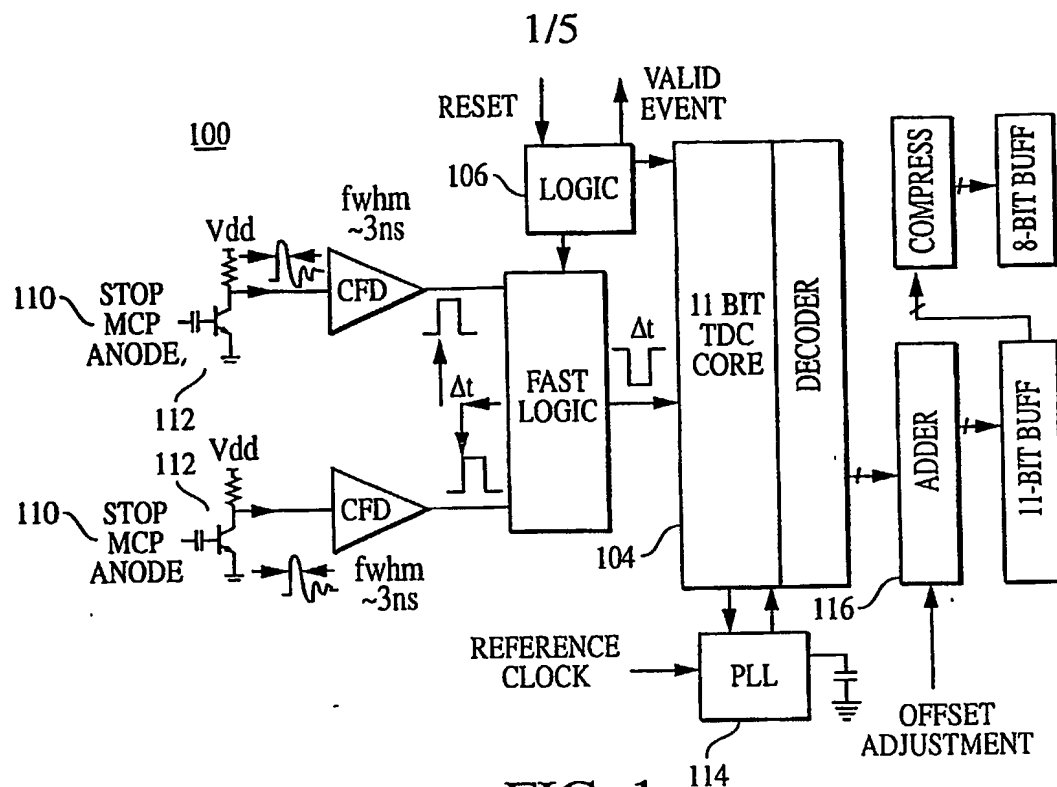 1/5
RESET
VALID
EVENT
100
106
LOGIC
COMPRESS
8-BIT BUFF
fwhm
~3ns
Vdd
110
STOP
MCP
ANODE,
CFD
112
Δt
FAST
LOGIC
Δt
11 BIT
TDC
CORE
DECODER
ADDER
11-BIT BUFF
112
Vdd
110
STOP
MCP
ANODE
CFD
fwhm
~3ns
104
116
REFERENCE
CLOCK
PLL
114
OFFSET
ADJUSTMENT